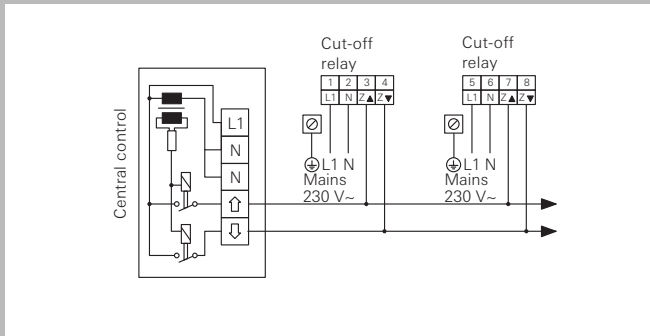 Cut-off
relay
1 2 3 4
L1 N Z▲ Z▼
Cut-off
relay
5 6 7 8
L1 N Z▲ Z▼
Central control
L1
N
N
⇧
⇩
L1 N
Mains
230 V~
L1 N
Mains
230 V~